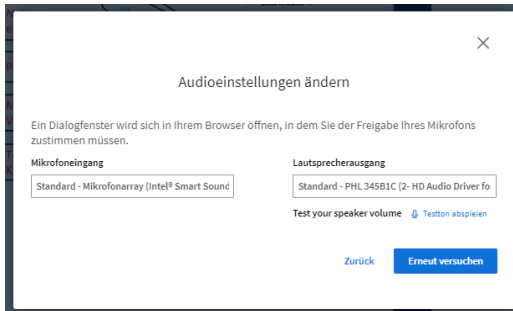 Audioeinstellungen ändern
Ein Dialogfenster wird sich in Ihrem Browser öffnen, in dem Sie der Freigabe Ihres Mikrofons
zustimmen müssen.
Mikrofoneingang
Lautsprecherausgang
Standard - Mikrofonarray (Intel® Smart Sound
Standard - PHL 345B1C (2- HD Audio Driver fo
Test your speaker volume Testton abspielen
Zurück Erneut versuchen